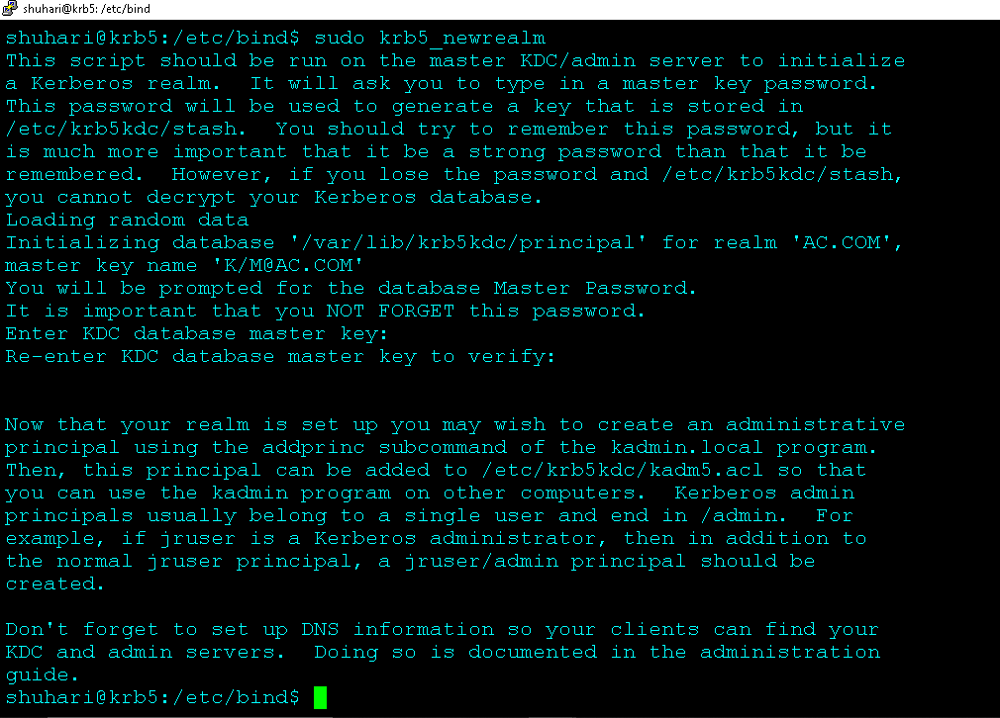 shuhari@krb5: /etc/bind
shuhari@krb5:/etc/bind$ sudo krb5_newrealm
This script should be run on the master KDC/admin server to initialize
a Kerberos realm.  It will ask you to type in a master key password.
This password will be used to generate a key that is stored in
/etc/krb5kdc/stash.  You should try to remember this password, but it
is much more important that it be a strong password than that it be
remembered.  However, if you lose the password and /etc/krb5kdc/stash,
you cannot decrypt your Kerberos database.
Loading random data
Initializing database '/var/lib/krb5kdc/principal' for realm 'AC.COM',
master key name 'K/M@AC.COM'
You will be prompted for the database Master Password.
It is important that you NOT FORGET this password.
Enter KDC database master key:
Re-enter KDC database master key to verify:
Now that your realm is set up you may wish to create an administrative
principal using the addprinc subcommand of the kadmin.local program.
Then, this principal can be added to /etc/krb5kdc/kadm5.acl so that
you can use the kadmin program on other computers.  Kerberos admin
principals usually belong to a single user and end in /admin.  For
example, if jruser is a Kerberos administrator, then in addition to
the normal jruser principal, a jruser/admin principal should be
created.
Don't forget to set up DNS information so your clients can find your
KDC and admin servers.  Doing so is documented in the administration
guide.
shuhari@krb5:/etc/bind$